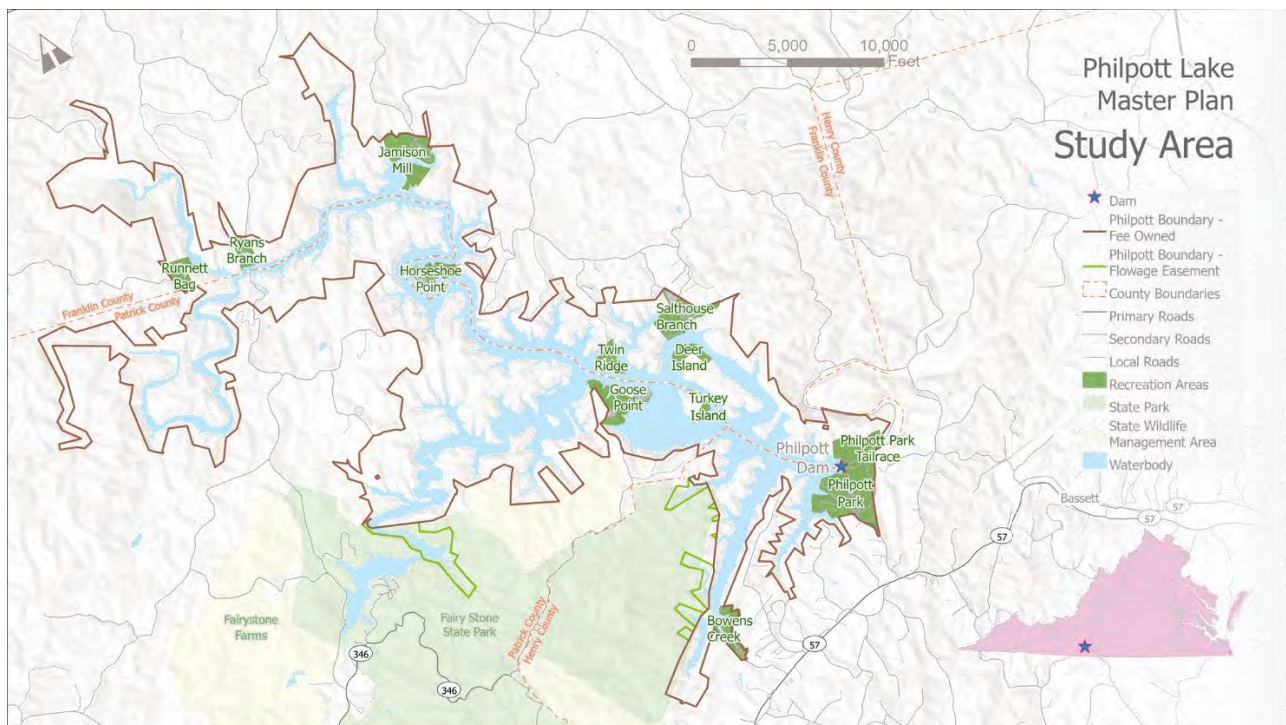 0 5,000 10,000
Feet
Philpott Lake
Master Plan
Study Area
Dam
Philpott Boundary -
Fee Owned
Philpott Boundary -
Flowage Easement
County Boundaries
Primary Roads
Secondary Roads
Local Roads
Recreation Areas
State Park
State Wildlife
Management Area
Waterbody
Henry County
Franklin County
Jamison
Mill
Ryans
Branch
Runnett
Bag
Horseshoe
Point
Franklin County
Patrick County
Salthouse
Branch
Twin
Ridge
Deer
Island
Goose
Point
Turkey
Island
Philpott
Dam
Philpott Park
Tailrace
Philpott
Park
Bassett
57
57
57
57
Bowens
Creek
Patrick County
Henry County
Fairystone
Farms
Fairy Stone
State Park
346
346